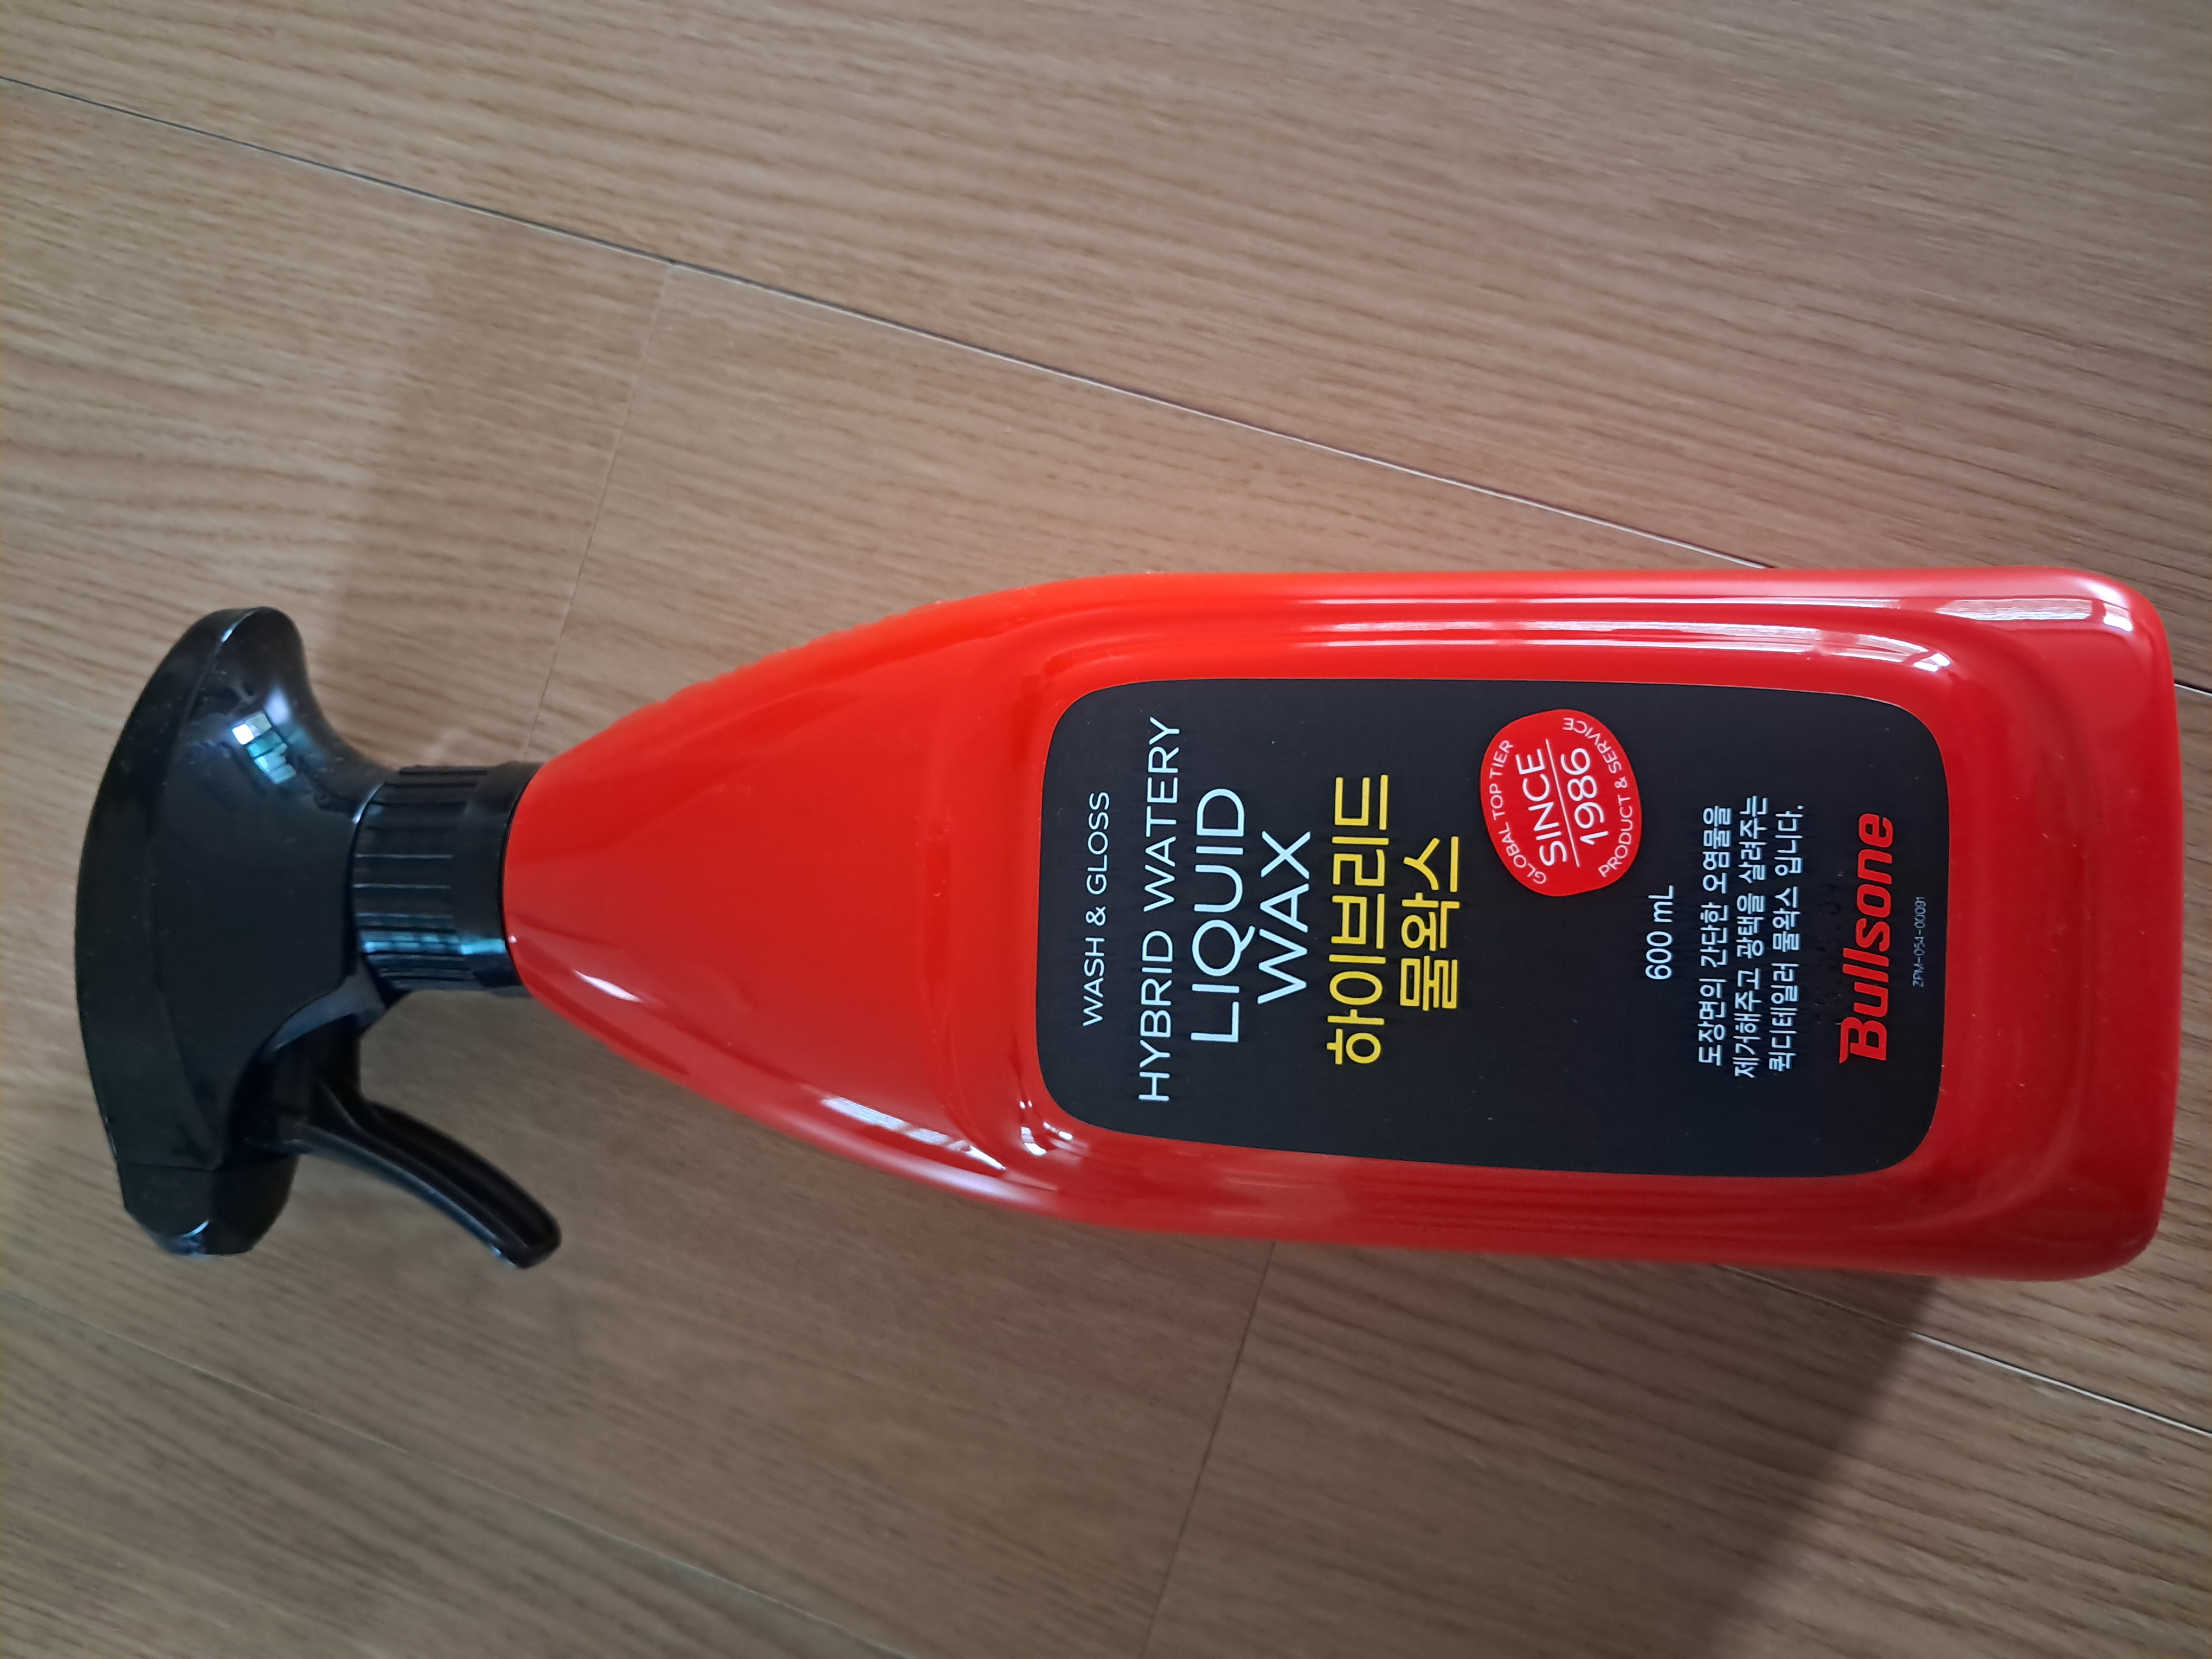 WASH & GLOSS
HYBRID WATERY
LIQUID
WAX
하이브리드
물왁스
GLOBAL TOP TIER
SINCE
1986
PRODUCT & SERVICE
600 mL
도장면의 간단한 오염물을
제거해주고 광택을 살려주는
퀵디테일러 물왁스 입니다.
Bullsone
ZPM-054-00091